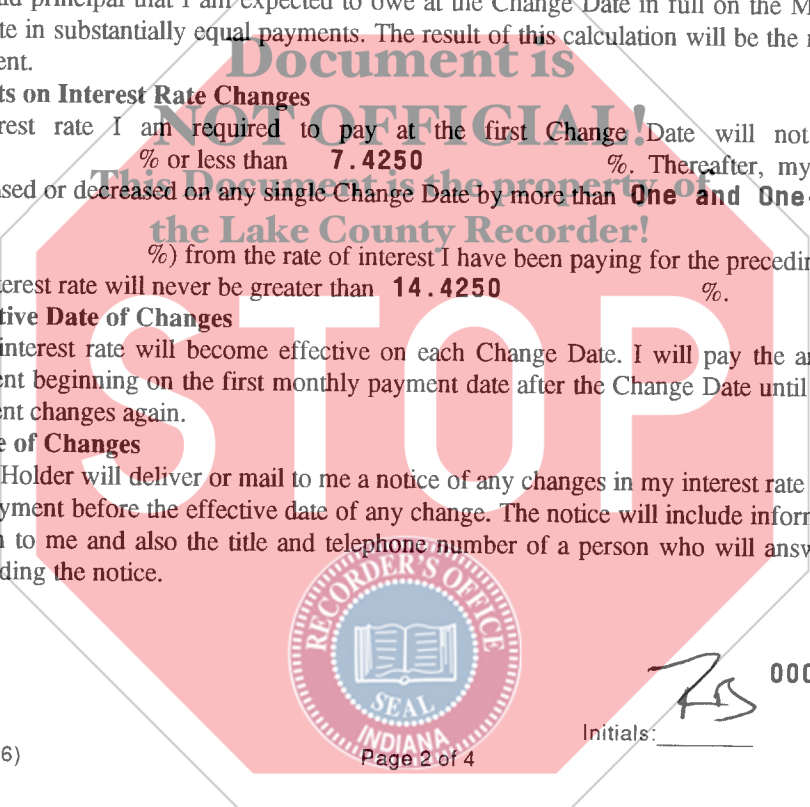 id principal that I am expected to owe at the Change Date in full on the M
te in substantially equal payments. The result of this calculation will be the
ent.
Document is
ts on Interest Rate Changes
NOT OFFICIAL!
rest rate I am required to pay at the first Change Date will not
% or less than 7.4250 %. Thereafter, my
This Document is the property of
sed or decreased on any single Change Date by more than One and One-
the Lake County Recorder!
%) from the rate of interest I have been paying for the precedin
terest rate will never be greater than 14.4250 %.
tive Date of Changes
interest rate will become effective on each Change Date. I will pay the a
ent beginning on the first monthly payment date after the Change Date until
ent changes again.
e of Changes
Holder will deliver or mail to me a notice of any changes in my interest rate
yment before the effective date of any change. The notice will include inform
n to me and also the title and telephone number of a person who will answ
ding the notice.
STOP
RECORDER'S OFFICE
SEAL
INDIANA
000
Initials:
6)
Page 2 of 4